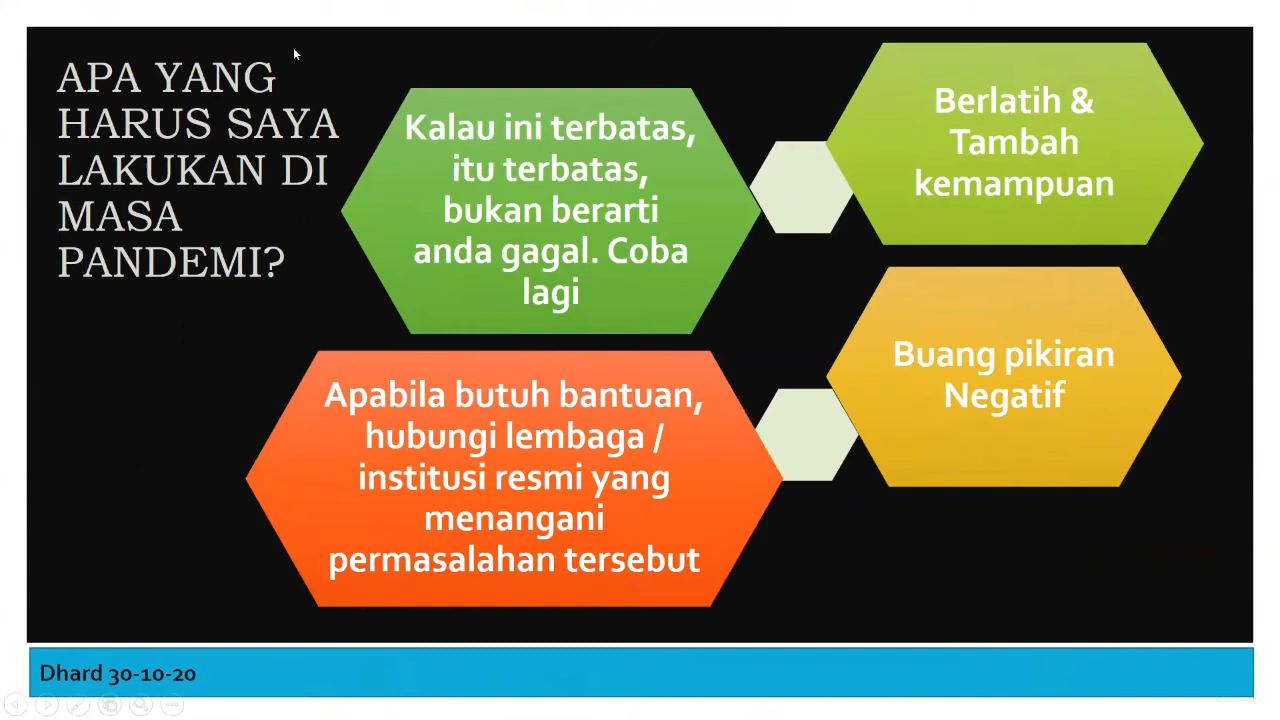 APA YANG
HARUS SAYA
LAKUKAN DI
MASA
PANDEMI?
Kalau ini terbatas,
itu terbatas,
bukan berarti
anda gagal. Coba
lagi
Berlatih &
Tambah
kemampuan
Apabila butuh bantuan,
hubungi lembaga /
institusi resmi yang
menangani
permasalahan tersebut
Buang pikiran
Negatif
Dhard 30-10-20